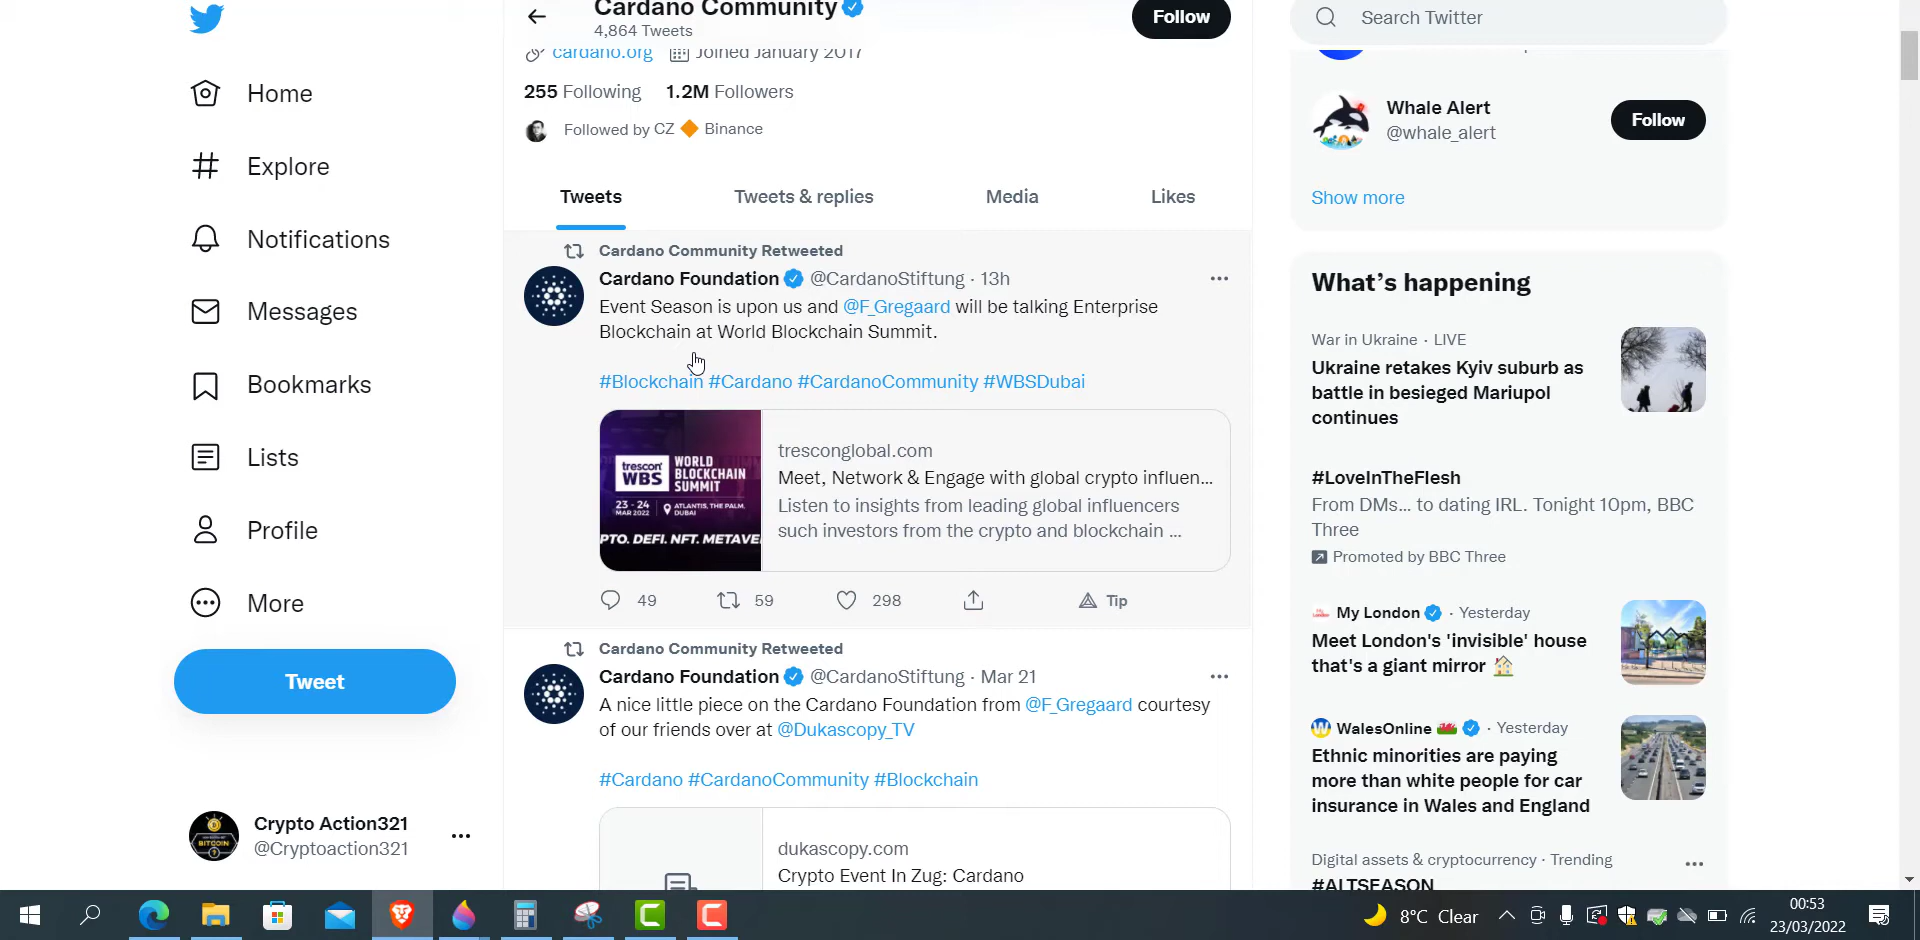 Cardano Community
4,864 Tweets
Follow
Search Twitter
cardano.org
Joined January 2017
255 Following 1.2M Followers
Followed by CZ 🔶 Binance
Tweets Tweets & replies Media Likes
Home
Explore
Notifications
Messages
Bookmarks
Lists
Profile
More
Tweet
Crypto Action321
@Cryptoaction321
BITCOIN
Cardano Community Retweeted
Cardano Foundation @CardanoStiftung · 13h
Event Season is upon us and @F_Gregaard will be talking Enterprise
Blockchain at World Blockchain Summit.
#Blockchain #Cardano #CardanoCommunity #WBSDubai
trescon WBS
WORLD
BLOCKCHAIN
SUMMIT
23 - 24
MAR 2022
ATLANTIS, THE PALM,
DUBAI
PTO. DEFI. NFT. METAVE
tresconglobal.com
Meet, Network & Engage with global crypto influen...
Listen to insights from leading global influencers
such investors from the crypto and blockchain ...
49 59 298 Tip
Cardano Community Retweeted
Cardano Foundation @CardanoStiftung · Mar 21
A nice little piece on the Cardano Foundation from @F_Gregaard courtesy
of our friends over at @Dukascopy_TV
#Cardano #CardanoCommunity #Blockchain
dukascopy.com
Crypto Event In Zug: Cardano
Whale Alert
@whale_alert
Follow
Show more
What's happening
War in Ukraine · LIVE
Ukraine retakes Kyiv suburb as
battle in besieged Mariupol
continues
#LoveInTheFlesh
From DMs... to dating IRL. Tonight 10pm, BBC
Three
Promoted by BBC Three
My London · Yesterday
Meet London's 'invisible' house
that's a giant mirror 🏠
WalesOnline · Yesterday
Ethnic minorities are paying
more than white people for car
insurance in Wales and England
Digital assets & cryptocurrency · Trending
#ALTSEASON
8°C Clear
00:53
23/03/2022